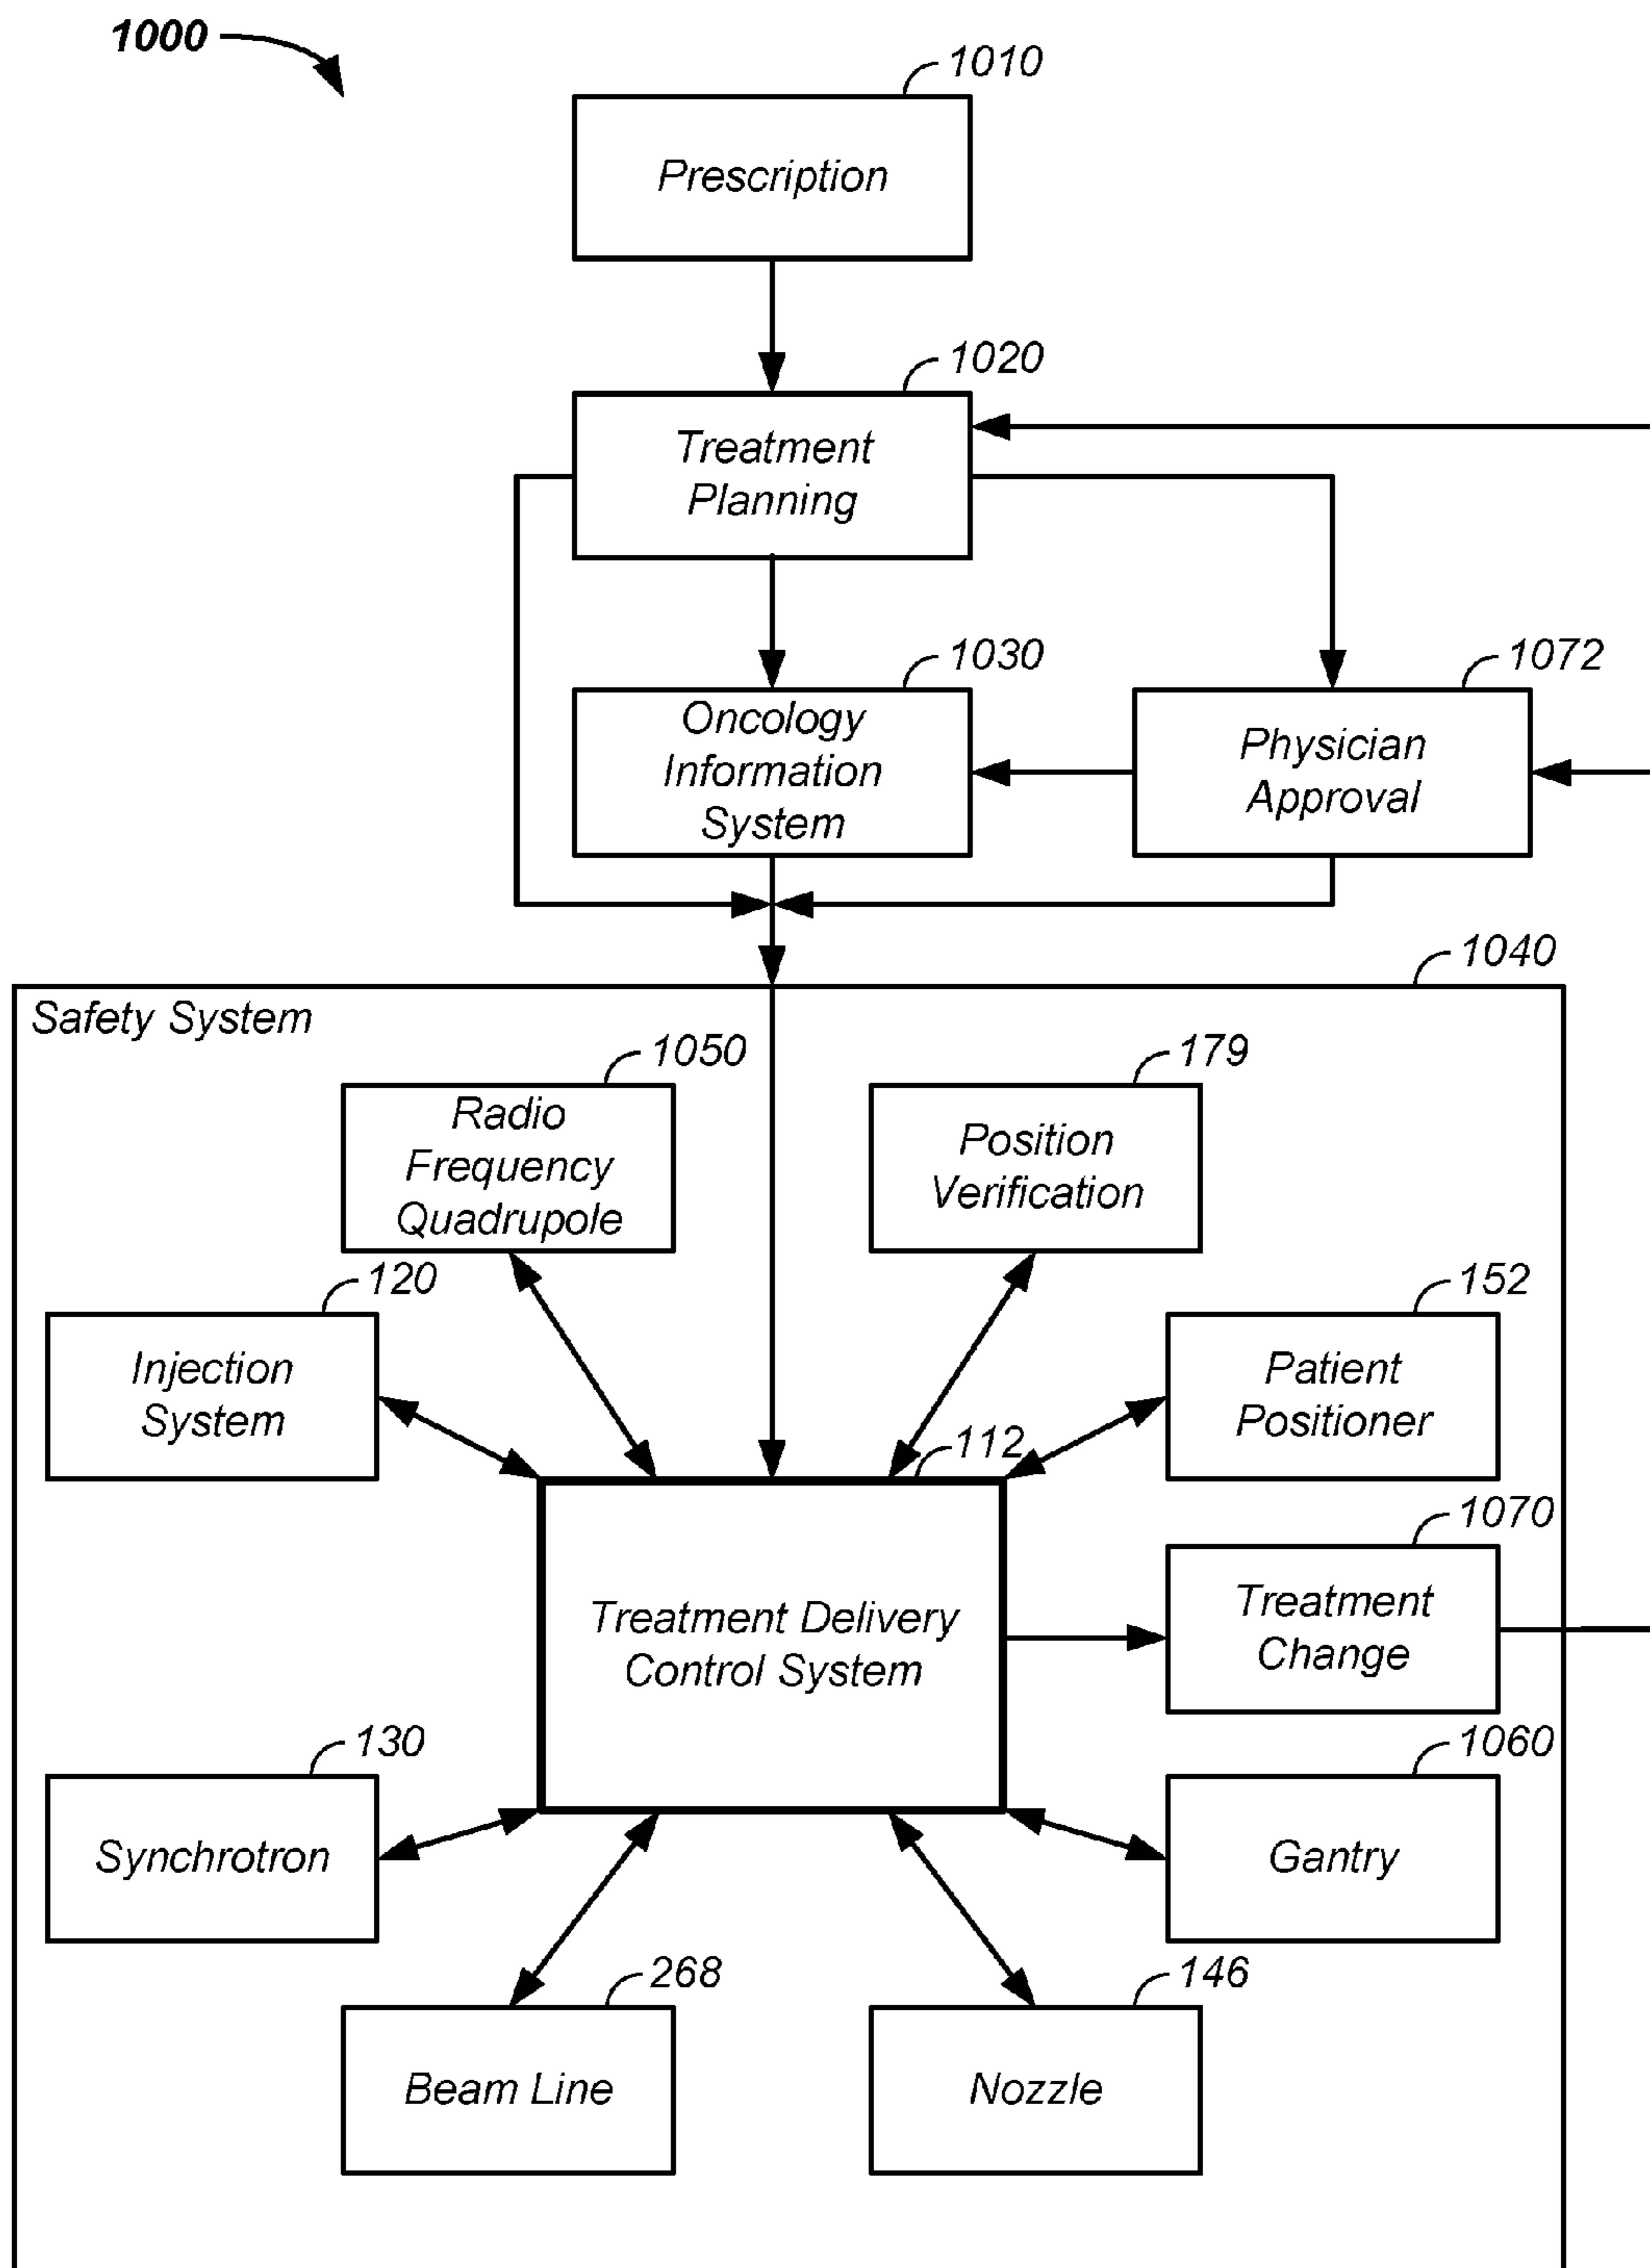 1000
1010
Prescription
1020
Treatment
Planning
1030
Oncology
Information
System
1072
Physician
Approval
1040
Safety System
1050
Radio
Frequency
Quadrupole
179
Position
Verification
120
Injection
System
152
Patient
Positioner
112
Treatment Delivery
Control System
1070
Treatment
Change
130
Synchrotron
1060
Gantry
268
Beam Line
146
Nozzle